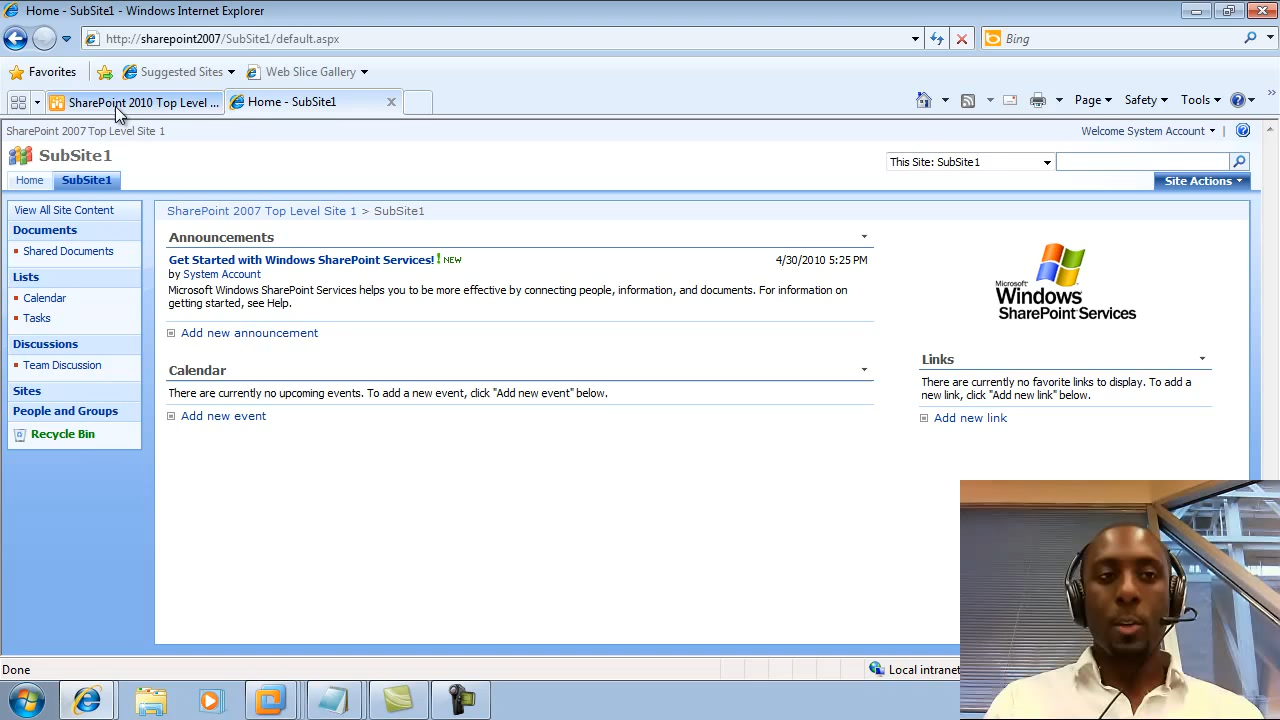 Home - SubSite1 - Windows Internet Explorer
http://sharepoint2007/SubSite1/default.aspx
Bing
Favorites
Suggested Sites
Web Slice Gallery
SharePoint 2010 Top Level ...
Home - SubSite1
Page
Safety
Tools
SharePoint 2007 Top Level Site 1
Welcome System Account
SubSite1
This Site: SubSite1
Home
SubSite1
Site Actions
View All Site Content
Documents
Shared Documents
Lists
Calendar
Tasks
Discussions
Team Discussion
Sites
People and Groups
Recycle Bin
SharePoint 2007 Top Level Site 1 > SubSite1
Announcements
Get Started with Windows SharePoint Services! ! NEW
4/30/2010 5:25 PM
by System Account
Microsoft Windows SharePoint Services helps you to be more effective by connecting people, information, and documents. For information on
getting started, see Help.
Add new announcement
Calendar
There are currently no upcoming events. To add a new event, click "Add new event" below.
Add new event
Microsoft
Windows
SharePoint Services
Links
There are currently no favorite links to display. To add a
new link, click "Add new link" below.
Add new link
Done
Local intranet